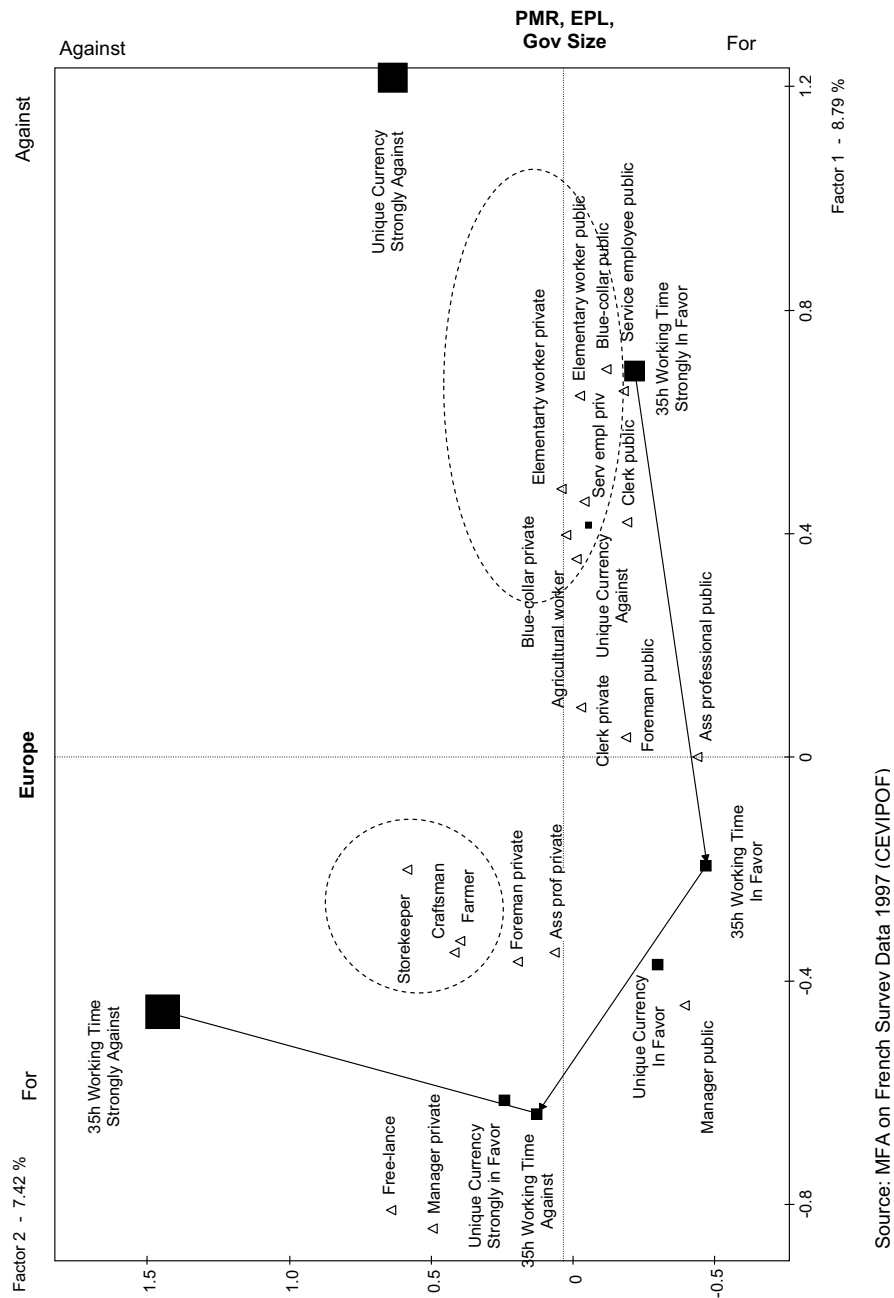 PMR, EPL,
Gov Size
Against
For
Against
Europe
For
Factor 2 - 7.42 %
Factor 1 - 8.79 %
1.2
0.8
0.4
0
-0.4
-0.8
1.5
1.0
0.5
0
-0.5
Unique Currency
Strongly Against
Elementarty worker private
Elementary worker public
Blue-collar public
Service employee public
35h Working Time
Strongly In Favor
Serv empl priv
Clerk public
Blue-collar private
Agricultural worker
Unique Currency
Against
Clerk private
Foreman public
Ass professional public
Storekeeper
Craftsman
Farmer
Foreman private
Ass prof private
35h Working Time
In Favor
Unique Currency
In Favor
Manager public
35h Working Time
Strongly Against
Free-lance
Manager private
Unique Currency
Strongly in Favor
35h Working Time
Against
Source: MFA on French Survey Data 1997 (CEVIPOF)